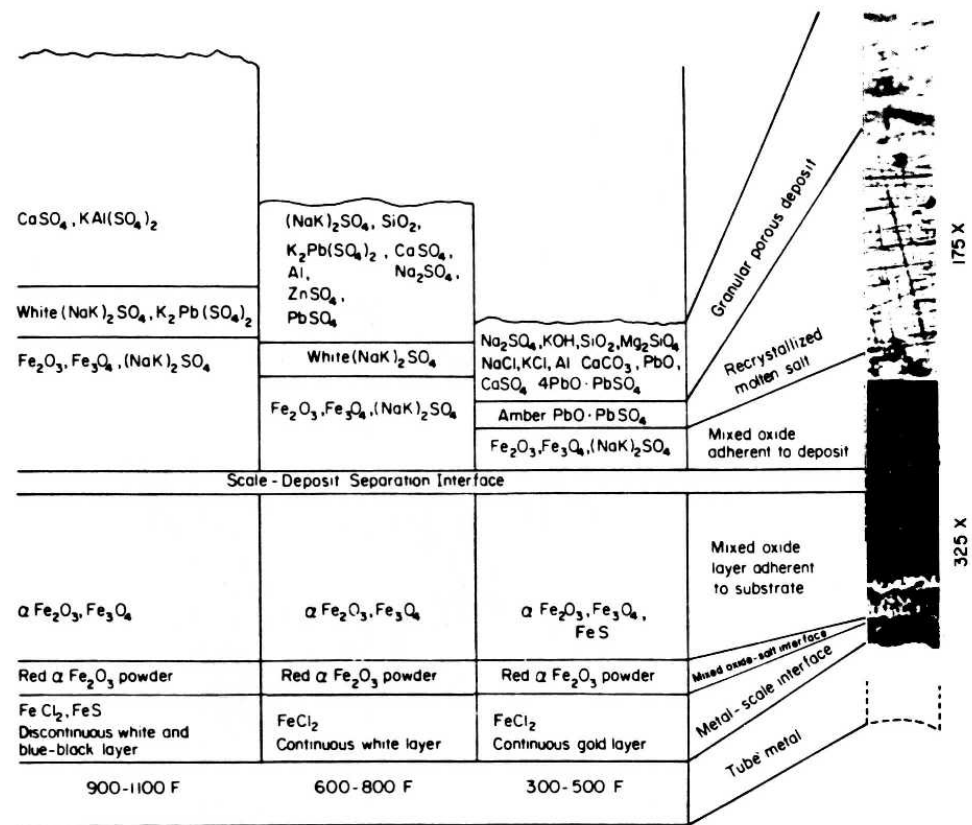 CaSO₄, KAl(SO₄)₂
White (NaK)₂SO₄, K₂Pb(SO₄)₂
Fe₂O₃, Fe₃O₄, (NaK)₂SO₄
(NaK)₂SO₄, SiO₂,
K₂Pb(SO₄)₂, CaSO₄,
Al, Na₂SO₄,
ZnSO₄,
PbSO₄
White (NaK)₂SO₄
Fe₂O₃, Fe₃O₄, (NaK)₂SO₄
Na₂SO₄, KOH, SiO₂, Mg₂SiO₄
NaCl, KCl, Al CaCO₃, PbO,
CaSO₄ 4PbO · PbSO₄
Amber PbO · PbSO₄
Fe₂O₃, Fe₃O₄, (NaK)₂SO₄
Granular porous deposit
Recrystallized
molten salt
Mixed oxide
adherent to deposit
175 X
Scale-Deposit Separation Interface
α Fe₂O₃, Fe₃O₄
α Fe₂O₃, Fe₃O₄
α Fe₂O₃, Fe₃O₄,
FeS
Mixed oxide
layer adherent
to substrate
325 X
Red α Fe₂O₃ powder
Red α Fe₂O₃ powder
Red α Fe₂O₃ powder
Mixed oxide-salt interface
FeCl₂, FeS
Discontinuous white and
blue-black layer
FeCl₂
Continuous white layer
FeCl₂
Continuous gold layer
Metal-scale interface
Tube metal
900-1100 F
600-800 F
300-500 F